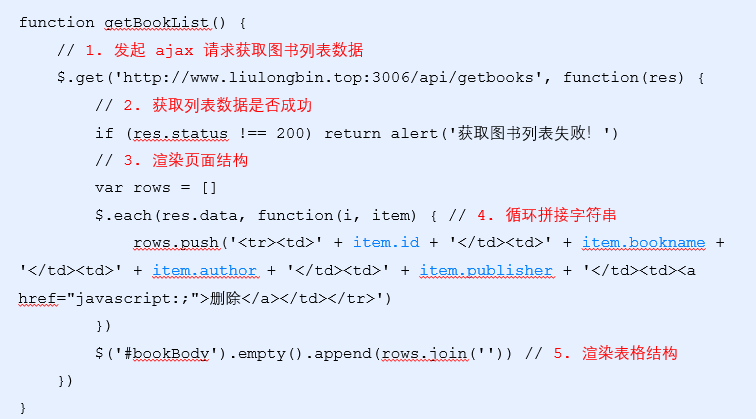 function getBookList() {
    // 1. 发起 ajax 请求获取图书列表数据
    $.get('http://www.liulongbin.top:3006/api/getbooks', function(res) {
        // 2. 获取列表数据是否成功
        if (res.status !== 200) return alert('获取图书列表失败！')
        // 3. 渲染页面结构
        var rows = []
        $.each(res.data, function(i, item) { // 4. 循环拼接字符串
            rows.push('<tr><td>' + item.id + '</td><td>' + item.bookname +
'</td><td>' + item.author + '</td><td>' + item.publisher + '</td><td><a
href="javascript:;">删除</a></td></tr>')
        })
        $('#bookBody').empty().append(rows.join('')) // 5. 渲染表格结构
    })
}